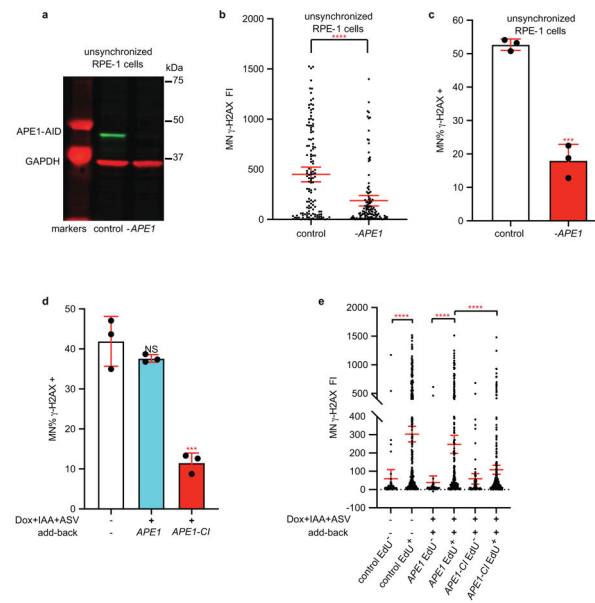 a
unsynchronized
RPE-1 cells
kDa
75
50
37
APE1-AID
GAPDH
markers control -APE1
b
unsynchronized
RPE-1 cells
****
MN γ-H2AX FI
2000
1500
1000
500
0
control -APE1
c
unsynchronized
RPE-1 cells
MN% γ-H2AX +
60
50
40
30
20
10
0
***
control -APE1
d
MN% γ-H2AX +
50
40
30
20
10
0
NS
***
Dox+IAA+ASV - + +
add-back - APE1 APE1-CI
e
**** **** ****
MN γ-H2AX FI
2000
1500
1000
500
400
300
200
100
0
-100
Dox+IAA+ASV - - + + + +
add-back - - + + + +
control EdU-
control EdU+
APE1 EdU-
APE1 EdU+
APE1-CI EdU-
APE1-CI EdU+